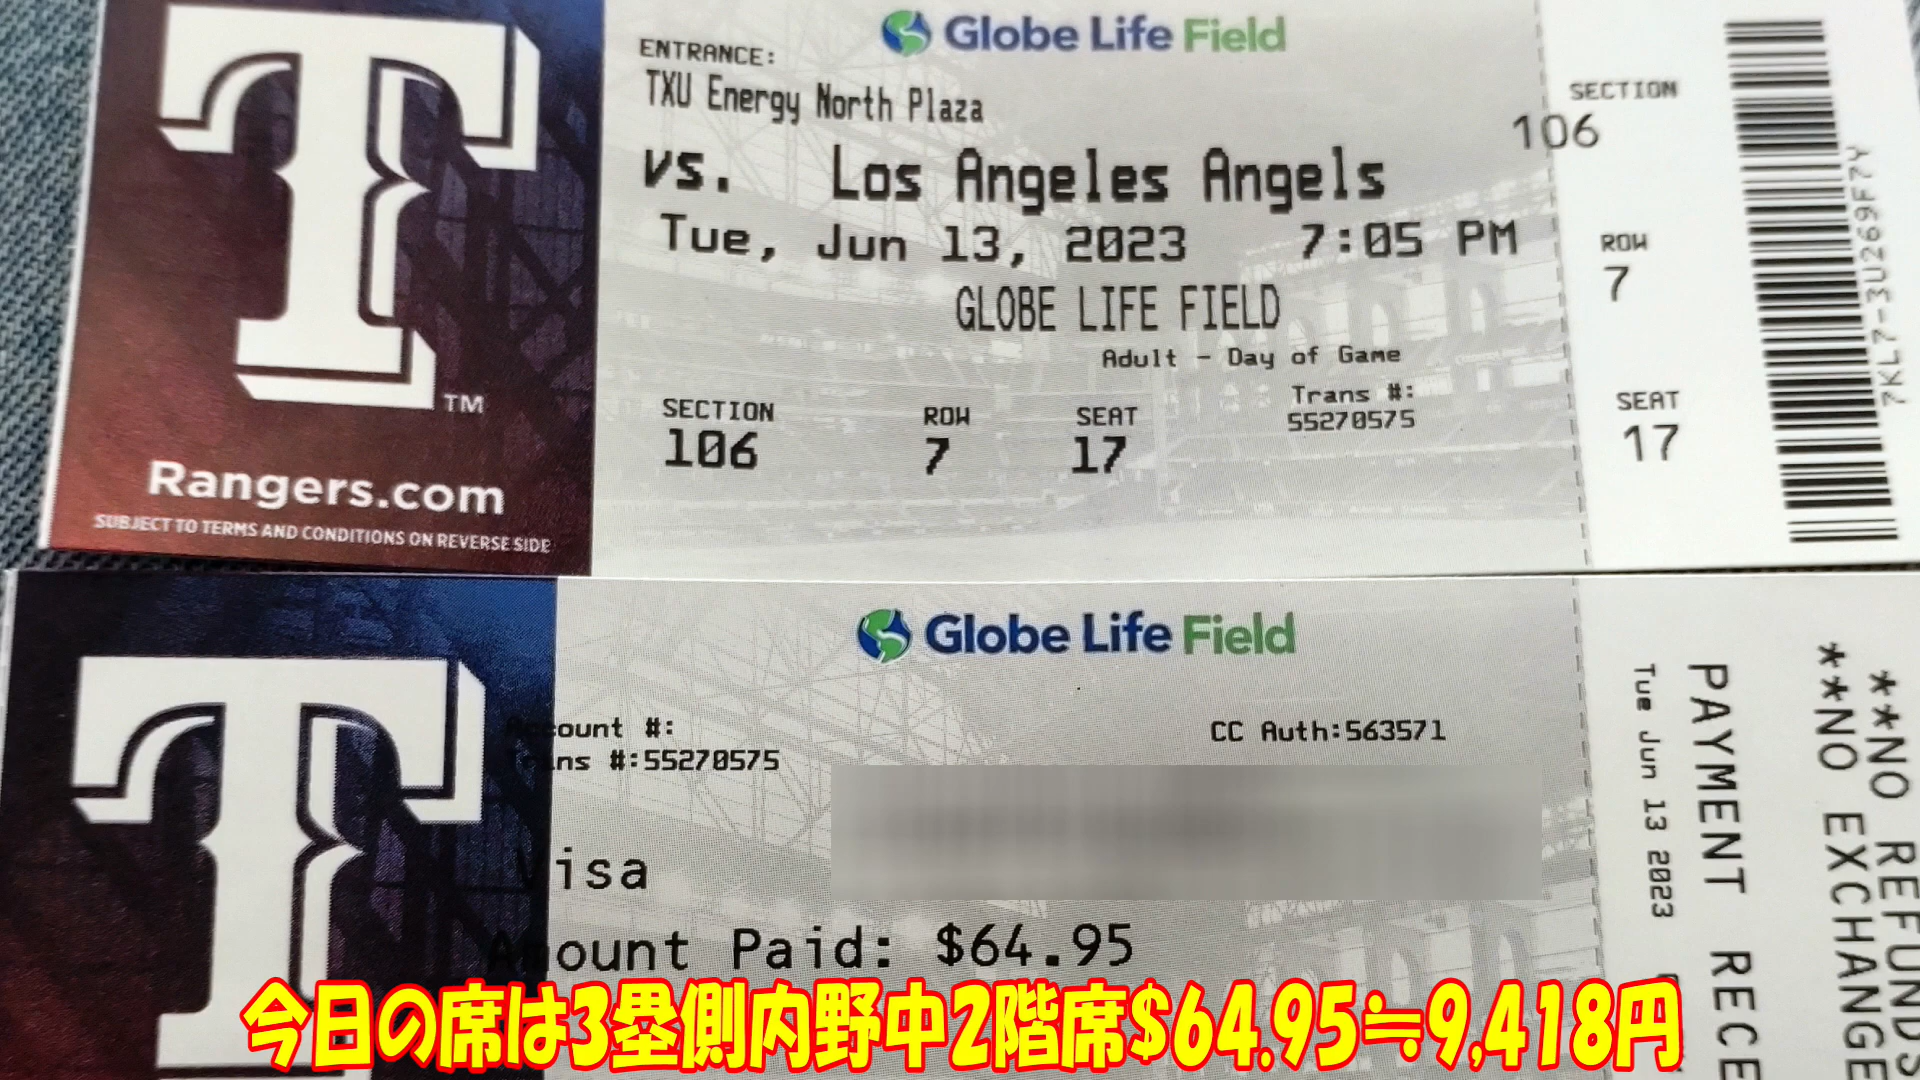 Globe Life Field
ENTRANCE:
TXU Energy North Plaza
vs. Los Angeles Angels
Tue, Jun 13, 2023 7:05 PM
GLOBE LIFE FIELD
Adult - Day of Game
Trans #:
55270575
SECTION
106
ROW
7
SEAT
17
T
TM
Rangers.com
SUBJECT TO TERMS AND CONDITIONS ON REVERSE SIDE
SECTION
106
ROW
7
SEAT
17
7KL7-3U269F7Y
Globe Life Field
T
Account #:
Trans #:55270575
CC Auth:563571
Visa
Amount Paid: $64.95
Tue Jun 13 2023
PAYMENT RECE
**NO EXCHANGE
**NO REFUNDS
今日の席は3塁側内野中2階席$64.95≒9,418円